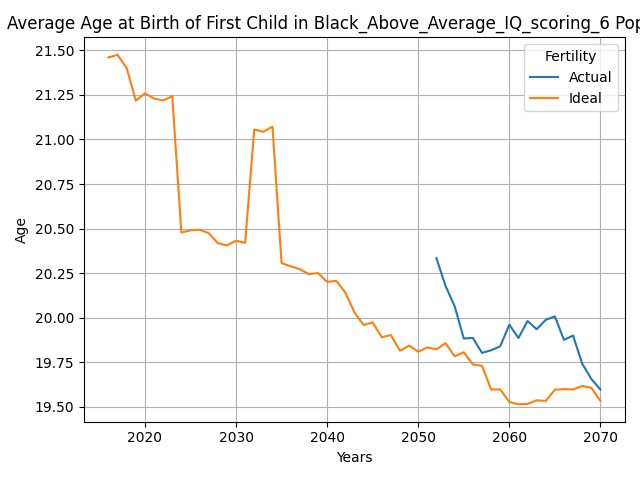 Average Age at Birth of First Child in Black_Above_Average_IQ_scoring_6 Pop
Fertility
Actual
Ideal
21.50
21.25
21.00
20.75
20.50
20.25
20.00
19.75
19.50
Age
2020 2030 2040 2050 2060 2070
Years